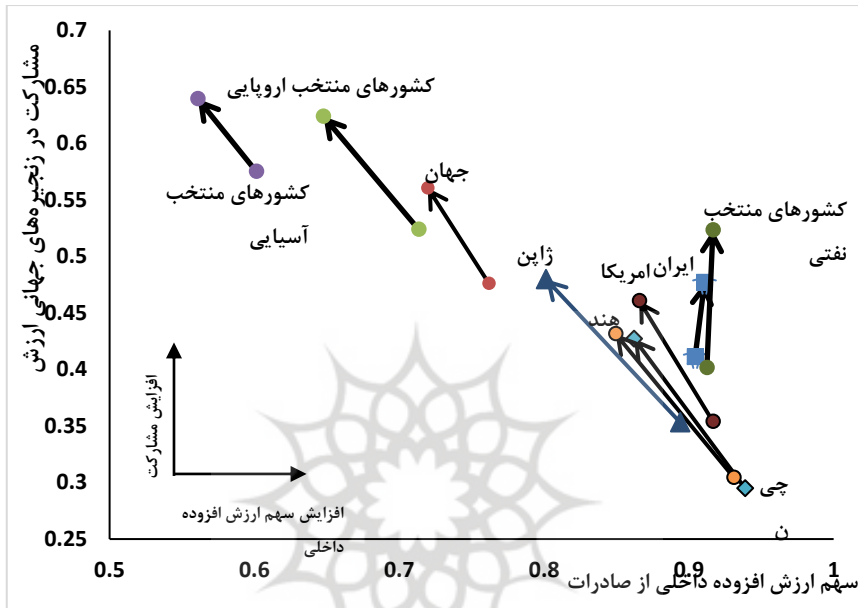 مشارکت در زنجیره‌های جهانی ارزش
0.7
0.65
0.6
0.55
0.5
0.45
0.4
0.35
0.3
0.25
کشورهای منتخب اروپایی
جهان
کشورهای منتخب
آسیایی
کشورهای منتخب
نفتی
ژاپن
امریکا
ایران
هند
چی
ن
افزایش مشارکت
افزایش سهم ارزش افزوده
داخلی
0.5
0.6
0.7
0.8
0.9
1
سهم ارزش افزوده داخلی از صادرات